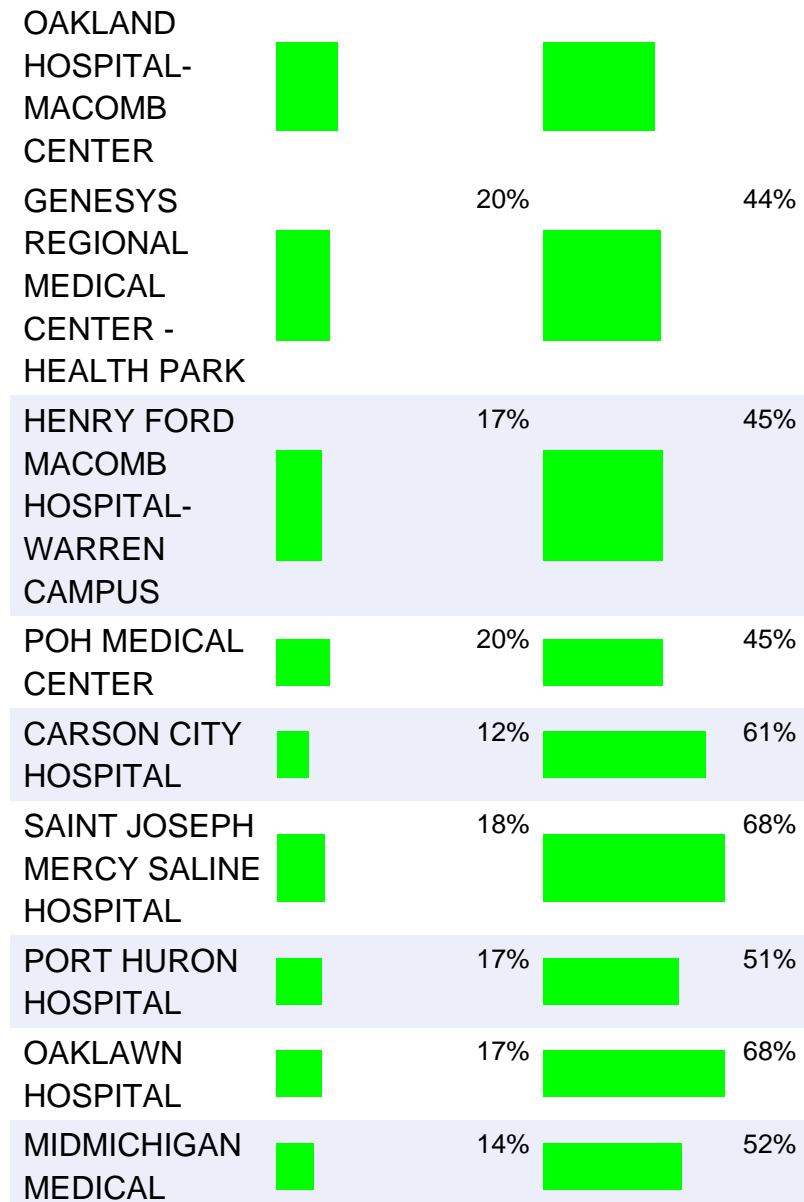 OAKLAND
HOSPITAL-
MACOMB
CENTER
GENESYS 20% 44%
REGIONAL
MEDICAL
CENTER -
HEALTH PARK
HENRY FORD 17% 45%
MACOMB
HOSPITAL-
WARREN
CAMPUS
POH MEDICAL 20% 45%
CENTER
CARSON CITY 12% 61%
HOSPITAL
SAINT JOSEPH 18% 68%
MERCY SALINE
HOSPITAL
PORT HURON 17% 51%
HOSPITAL
OAKLAWN 17% 68%
HOSPITAL
MIDMICHIGAN 14% 52%
MEDICAL